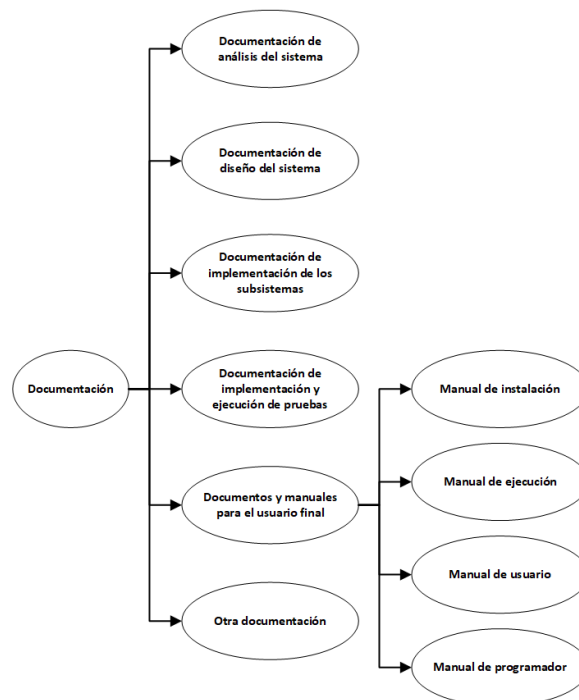 Documentación de
análisis del sistema
Documentación de
diseño del sistema
Documentación de
implementación de los
subsistemas
Documentación
Documentación de
implementación y
ejecución de pruebas
Manual de instalación
Documentos y manuales
para el usuario final
Manual de ejecución
Manual de usuario
Otra documentación
Manual de programador